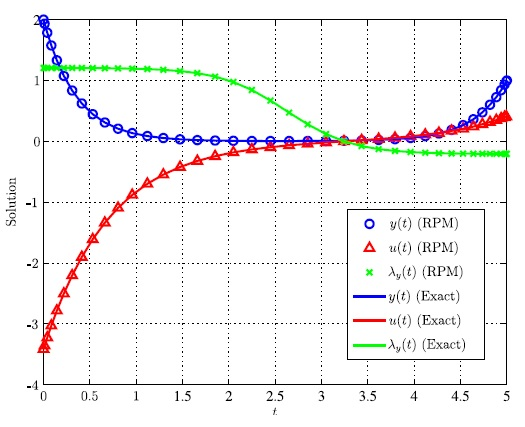 2
1
0
-1
-2
-3
-4
Solution
0 0.5 1 1.5 2 2.5 3 3.5 4 4.5 5
t
y(t) (RPM)
u(t) (RPM)
λy(t) (RPM)
y(t) (Exact)
u(t) (Exact)
λy(t) (Exact)